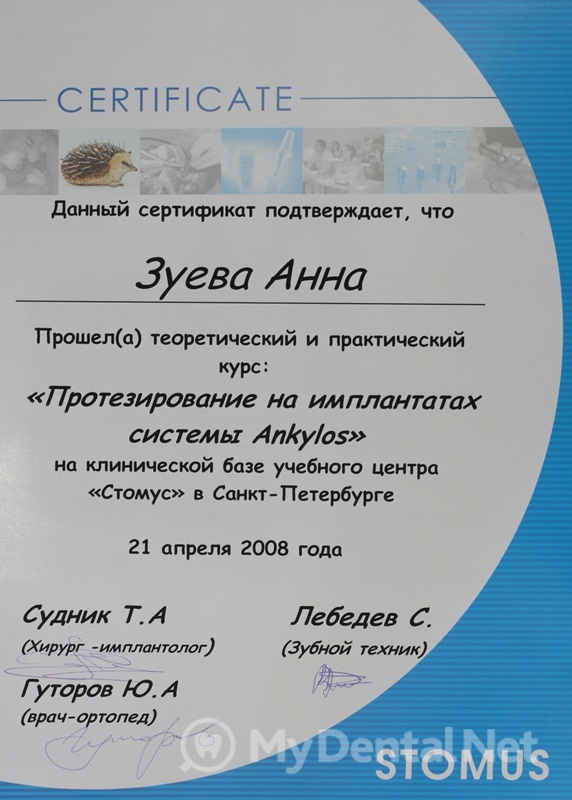 CERTIFICATE
Данный сертификат подтверждает, что
Зуева Анна
Прошел(а) теоретический и практический
курс:
«Протезирование на имплантатах
системы Ankylos»
на клинической базе учебного центра
«Стомус» в Санкт-Петербурге
21 апреля 2008 года
Судник Т.А
(Хирург -имплантолог)
Лебедев С.
(Зубной техник)
Гуторов Ю.А
(врач-ортопед)
MyDental.Net
STOMUS